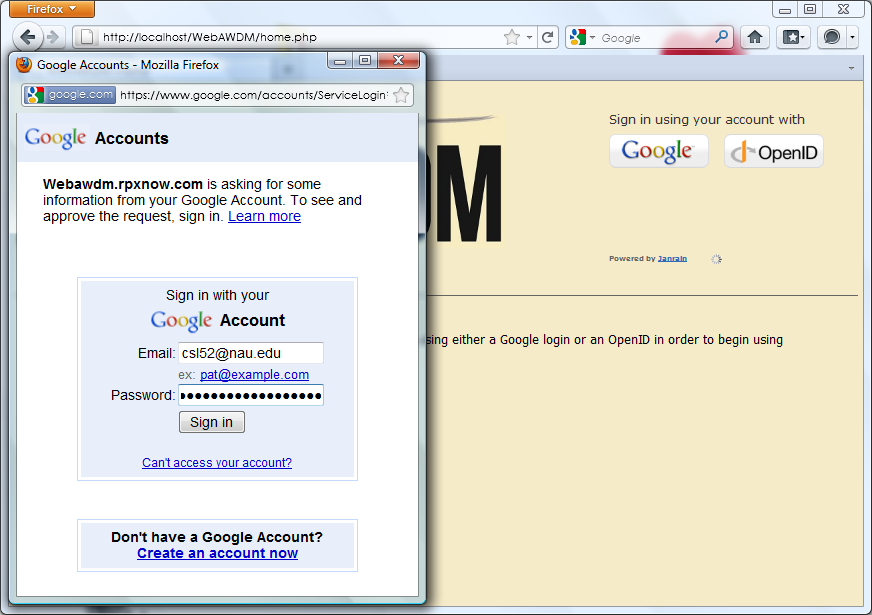 Firefox
http://localhost/WebAWDM/home.php
Google
Google Accounts - Mozilla Firefox
google.com
https://www.google.com/accounts/ServiceLogin
Google Accounts
Webawdm.rpxnow.com is asking for some
information from your Google Account. To see and
approve the request, sign in. Learn more
Sign in with your
Google Account
Email: csl52@nau.edu
ex: pat@example.com
Password: ●●●●●●●●●●●●●●●●●●
Sign in
Can't access your account?
Don't have a Google Account?
Create an account now
DM
Sign in using your account with
Google
OpenID
Powered by Janrain
sing either a Google login or an OpenID in order to begin using